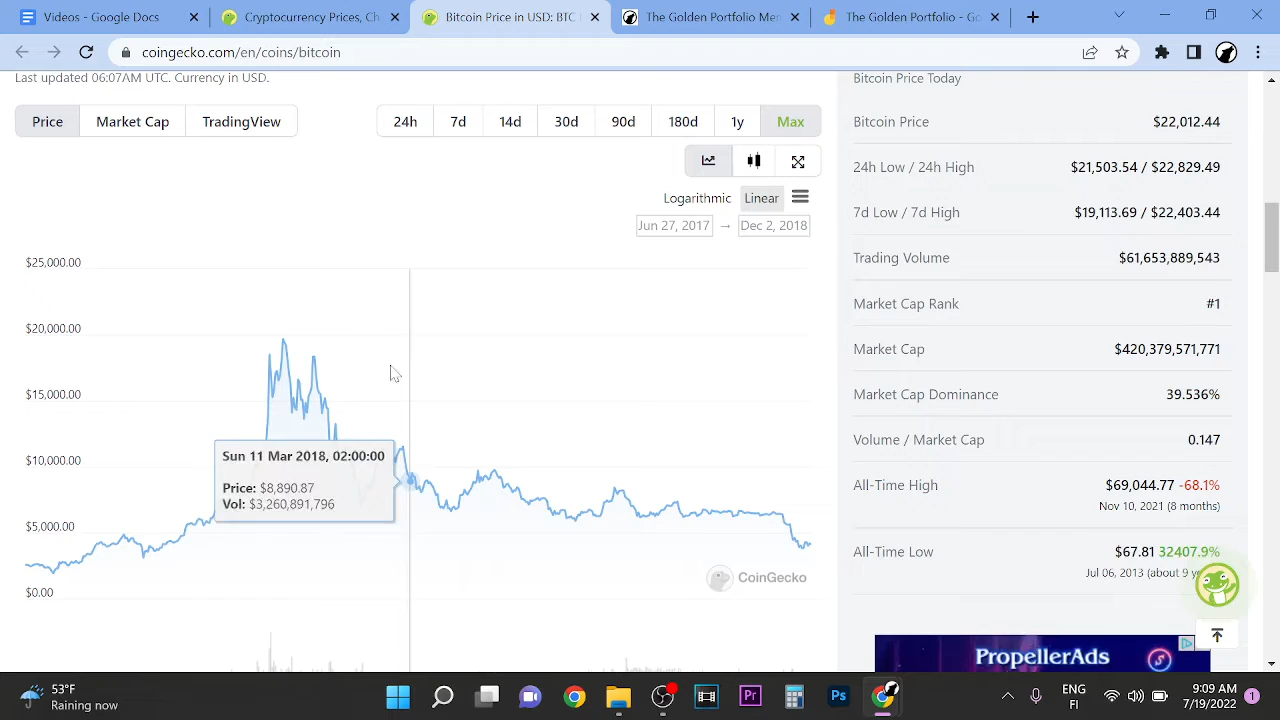 Videos - Google Docs
Cryptocurrency Prices, Ch
Bitcoin Price in USD: BTC
The Golden Portfolio Mem
The Golden Portfolio - Go
coingecko.com/en/coins/bitcoin
Last updated 06:07AM UTC. Currency in USD.
Price Market Cap TradingView
24h 7d 14d 30d 90d 180d 1y Max
Logarithmic Linear
Jun 27, 2017 → Dec 2, 2018
$25,000.00
$20,000.00
$15,000.00
$10,000.00
$5,000.00
$0.00
Sun 11 Mar 2018, 02:00:00
Price: $8,890.87
Vol: $3,260,891,796
CoinGecko
Bitcoin Price Today
Bitcoin Price $22,012.44
24h Low / 24h High $21,503.54 / $22,829.49
7d Low / 7d High $19,113.69 / $22,403.44
Trading Volume $61,653,889,543
Market Cap Rank #1
Market Cap $420,379,571,771
Market Cap Dominance 39.536%
Volume / Market Cap 0.147
All-Time High $69,044.77 -68.1%
Nov 10, 2021 (8 months)
All-Time Low $67.81 32407.9%
Jul 06, 2013 (about 9 ye
PropellerAds
53°F
Raining now
Pr
Ps
ENG
FI
9:09 AM
7/19/2022
1